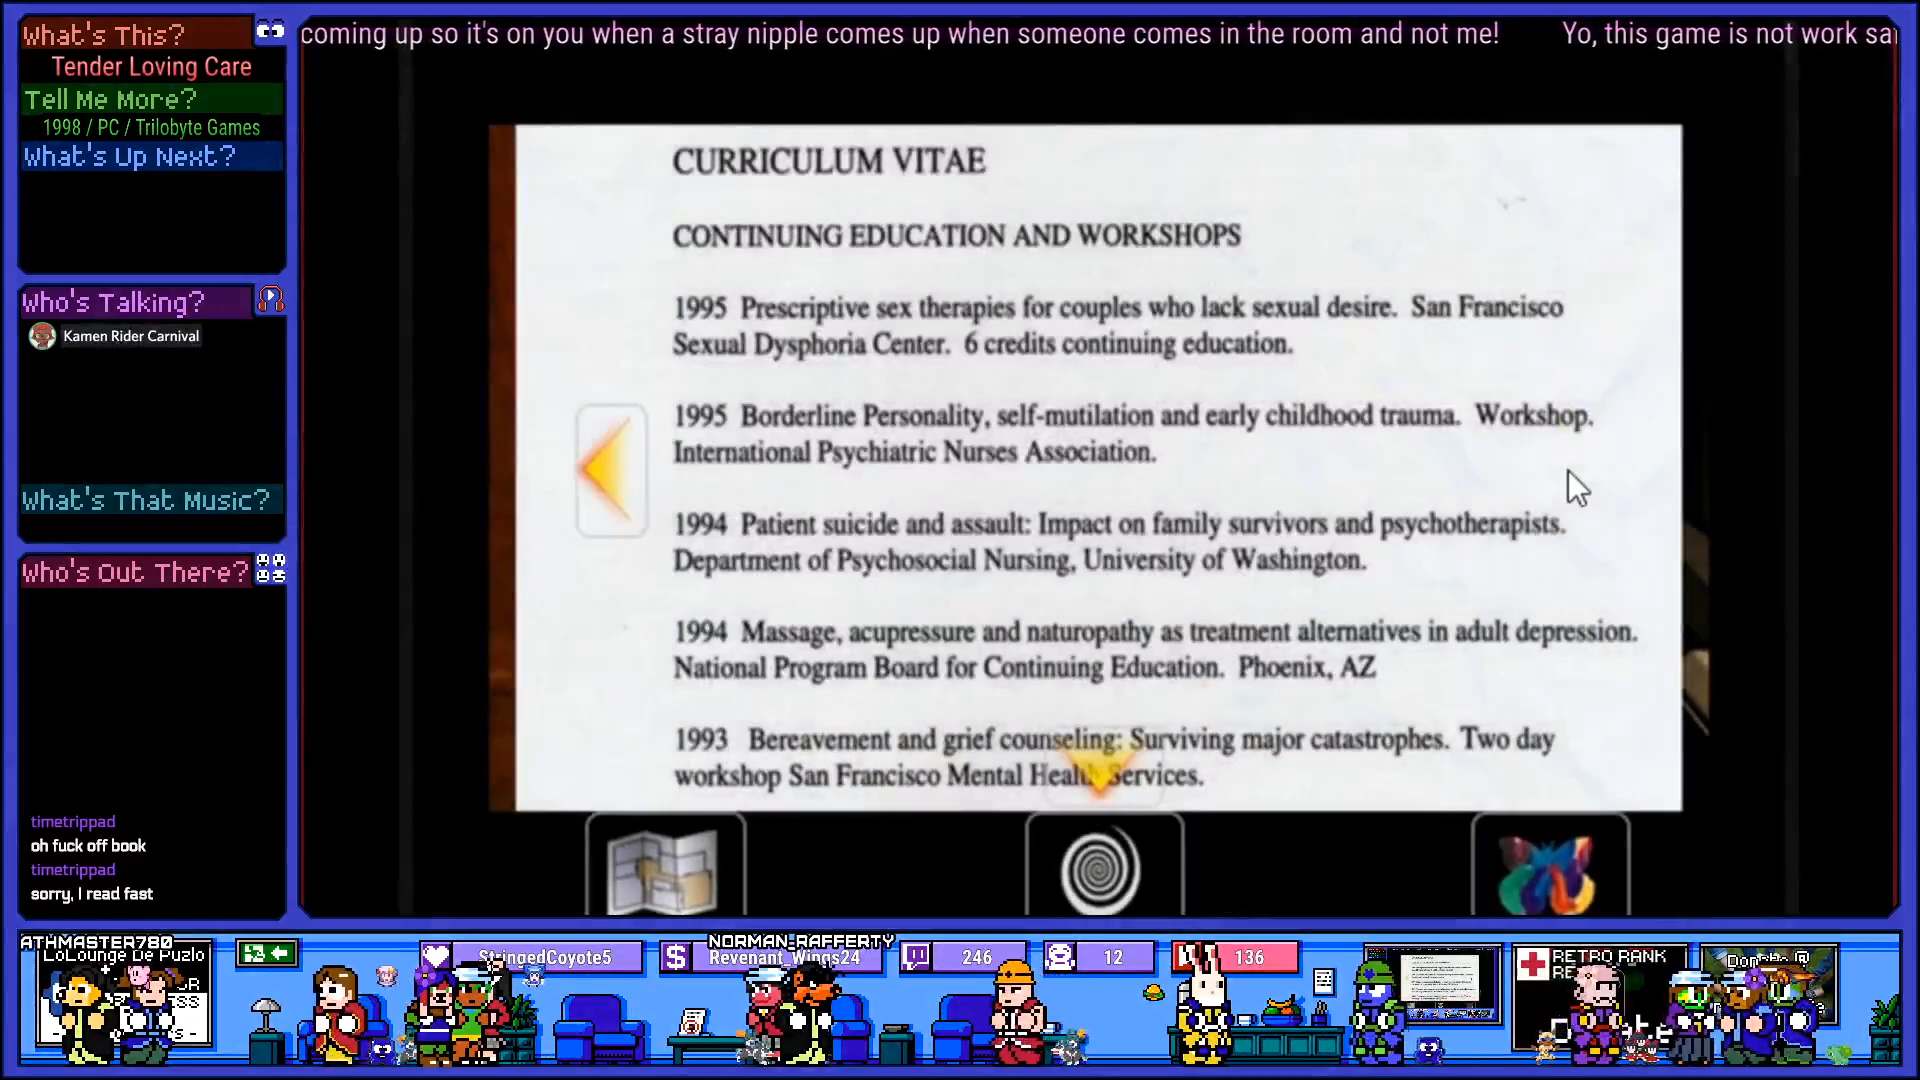 What's This?
Tender Loving Care
Tell Me More?
1998 / PC / Trilobyte Games
What's Up Next?
Who's Talking?
Kamen Rider Carnival
What's That Music?
Who's Out There?
timetrippad
oh fuck off book
timetrippad
sorry, I read fast
coming up so it's on you when a stray nipple comes up when someone comes in the room and not me! Yo, this game is not work sa
CURRICULUM VITAE
CONTINUING EDUCATION AND WORKSHOPS
1995 Prescriptive sex therapies for couples who lack sexual desire. San Francisco
Sexual Dysphoria Center. 6 credits continuing education.
1995 Borderline Personality, self-mutilation and early childhood trauma. Workshop.
International Psychiatric Nurses Association.
1994 Patient suicide and assault: Impact on family survivors and psychotherapists.
Department of Psychosocial Nursing, University of Washington.
1994 Massage, acupressure and naturopathy as treatment alternatives in adult depression.
National Program Board for Continuing Education. Phoenix, AZ
1993 Bereavement and grief counseling: Surviving major catastrophes. Two day
workshop San Francisco Mental Health Services.
ATHMASTER780
LoLounge De Puzlo
StringedCoyote5
NORMAN_RAFFERTY
Revenant_Wings24
246
12
136
RETRO RANK